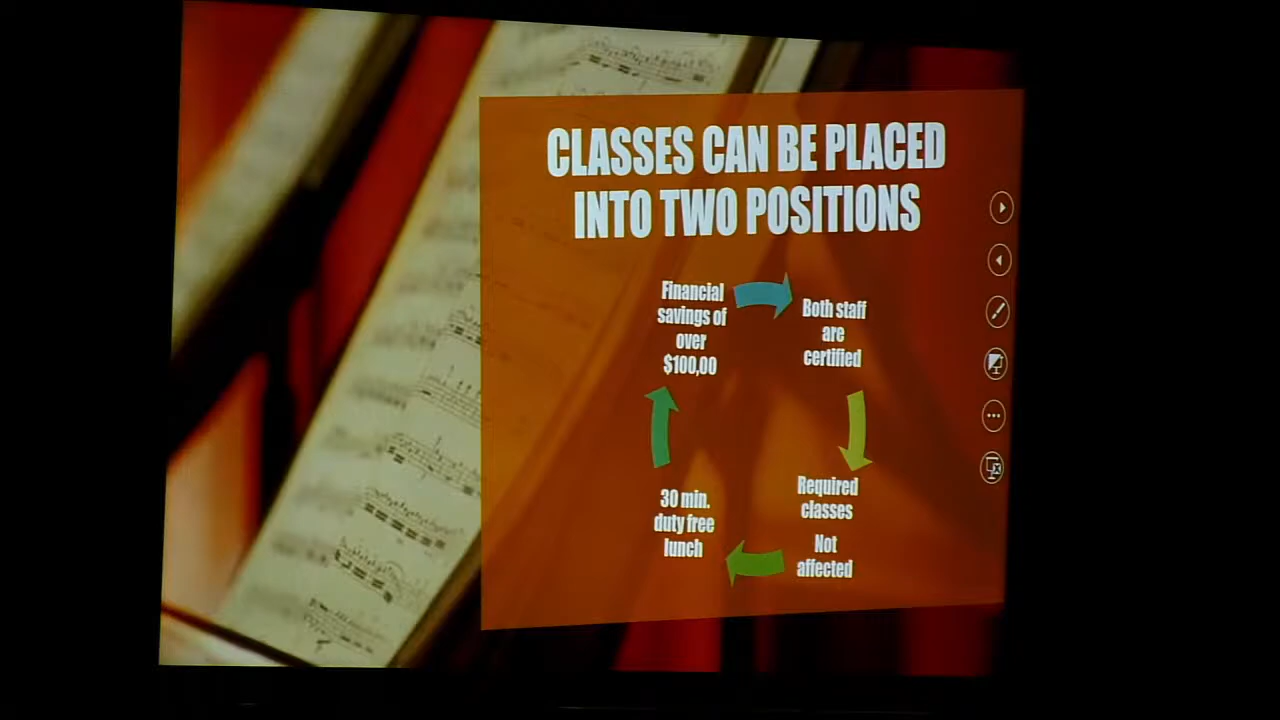 CLASSES CAN BE PLACED
INTO TWO POSITIONS
Financial
savings of
over
$100,00
Both staff
are
certified
Required
classes
Not
affected
30 min.
duty free
lunch